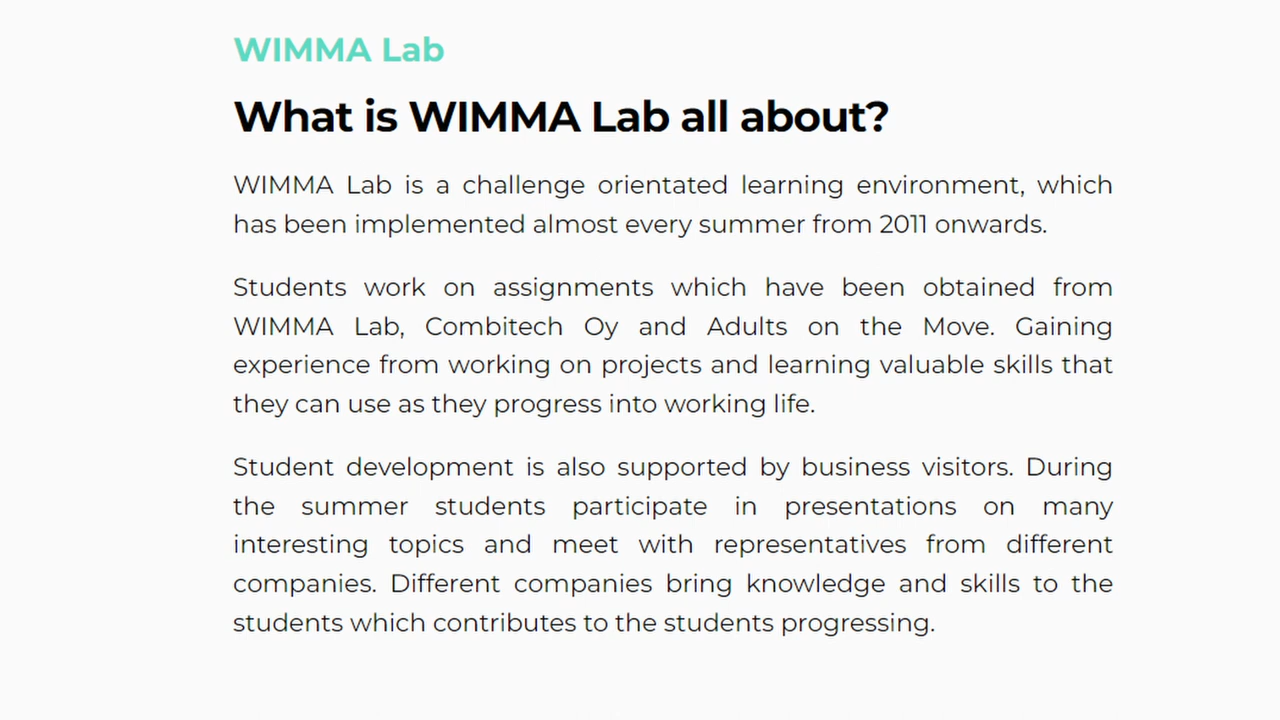 WIMMA Lab
What is WIMMA Lab all about?
WIMMA Lab is a challenge orientated learning environment, which
has been implemented almost every summer from 2011 onwards.
Students work on assignments which have been obtained from
WIMMA Lab, Combitech Oy and Adults on the Move. Gaining
experience from working on projects and learning valuable skills that
they can use as they progress into working life.
Student development is also supported by business visitors. During
the summer students participate in presentations on many
interesting topics and meet with representatives from different
companies. Different companies bring knowledge and skills to the
students which contributes to the students progressing.